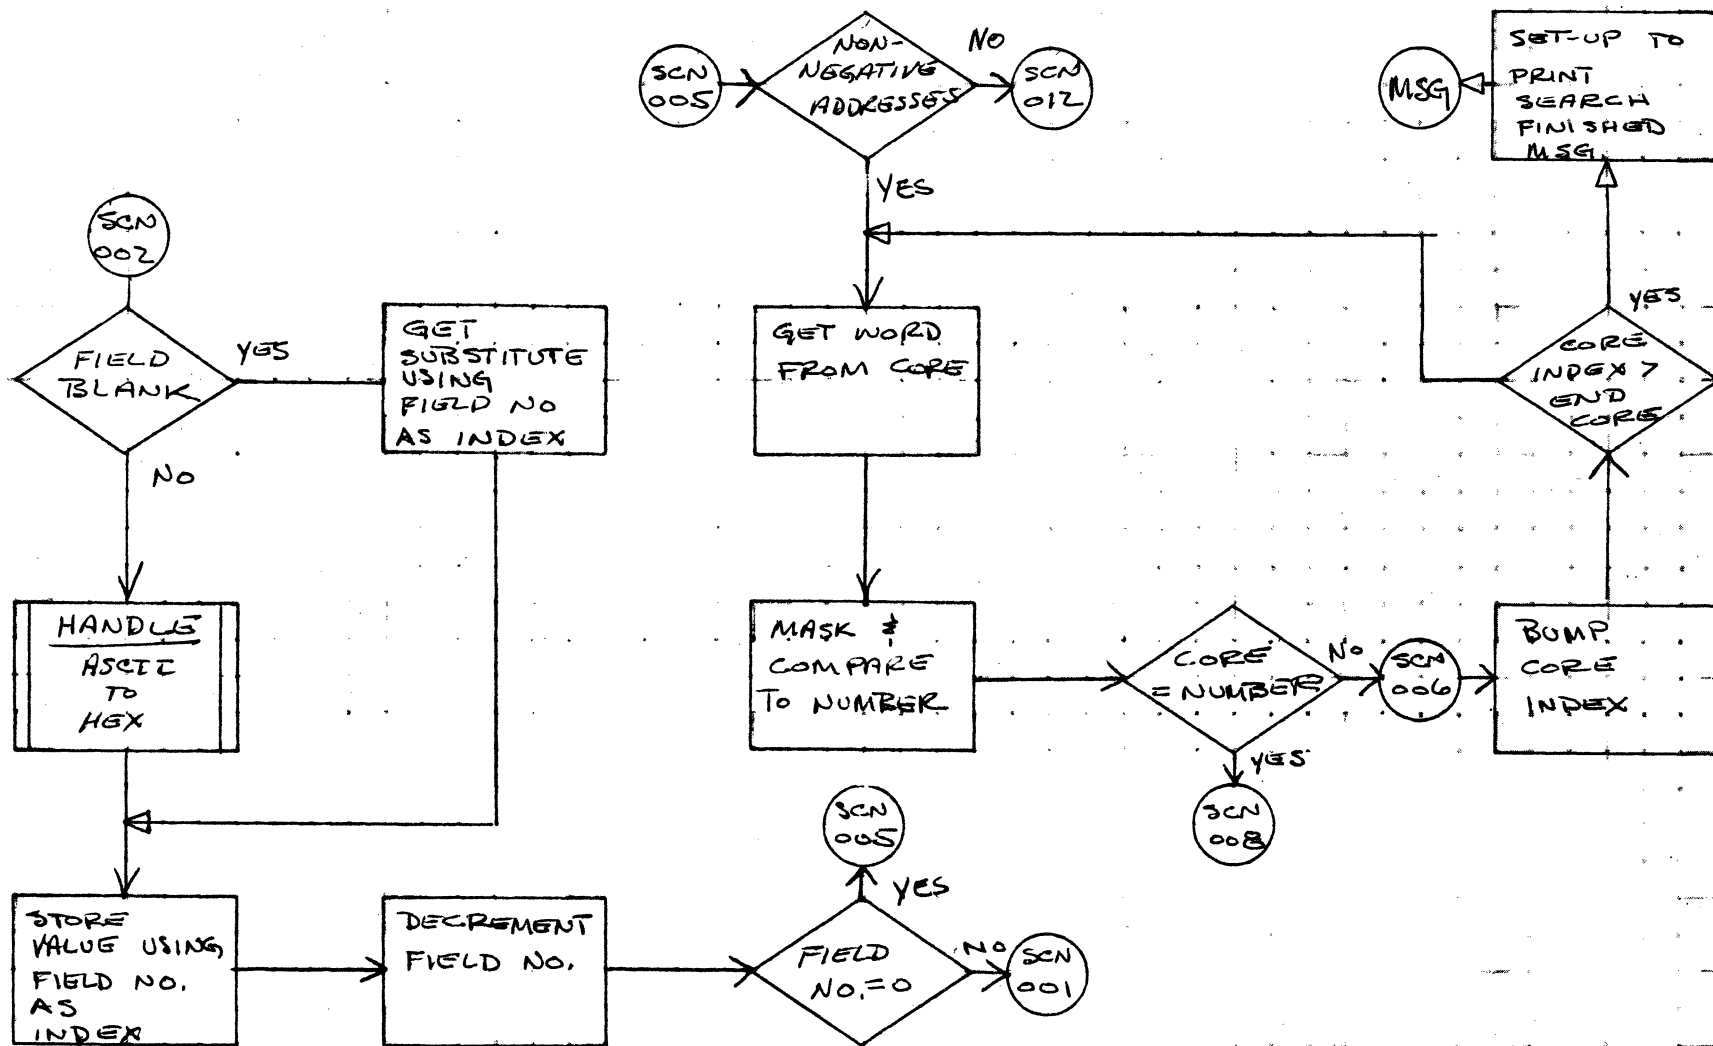 SCN
002
FIELD
BLANK
YES
NO
GET
SUBSTITUTE
USING
FIELD NO
AS INDEX
HANDLE
ASCII
TO
HEX
STORE
VALUE USING
FIELD NO.
AS
INDEX
DECREMENT
FIELD NO.
FIELD
NO.=0
YES
SCN
005
NO
SCN
001
SCN
005
NON-
NEGATIVE
ADDRESSES
NO
SCN
012
YES
GET WORD
FROM CORE
MASK &
COMPARE
TO NUMBER
CORE
= NUMBER
YES
SCN
008
NO
SCN
006
BUMP
CORE
INDEX
CORE
INDEX >
END
CORE
YES
SET-UP TO
PRINT
SEARCH
FINISHED
MSG
MSG